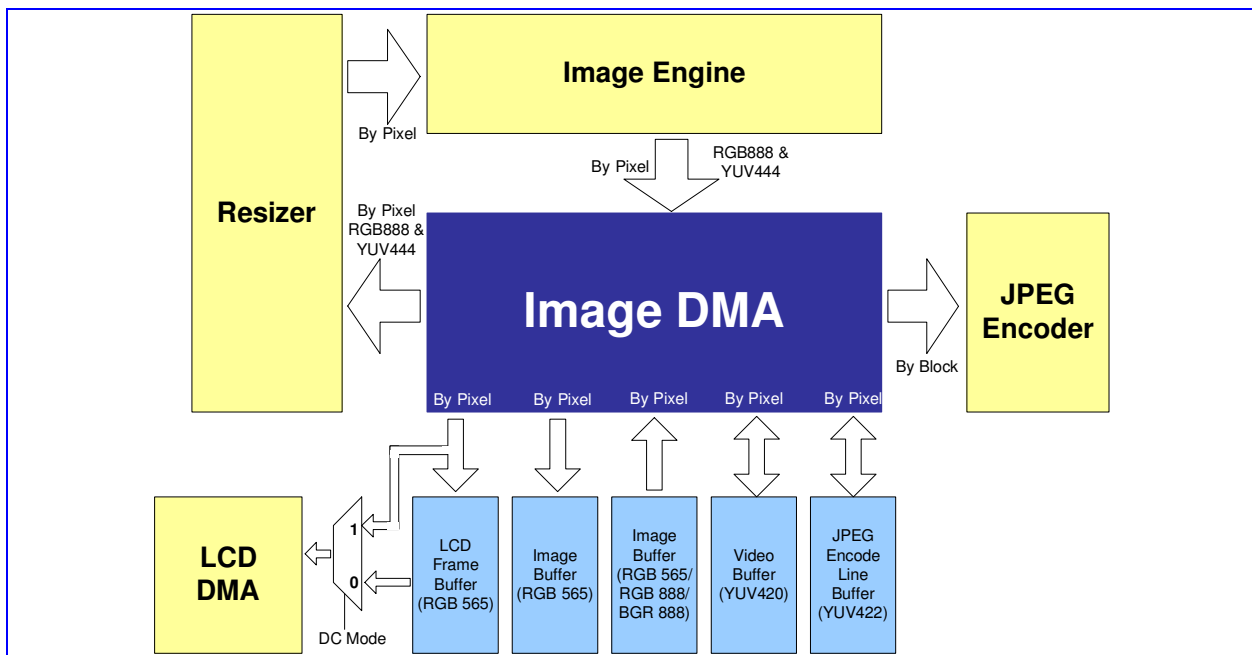 Image Engine
By Pixel
By Pixel
RGB888 &
YUV444
Resizer
By Pixel
RGB888 &
YUV444
Image DMA
JPEG
Encoder
By Block
By Pixel
By Pixel
By Pixel
By Pixel
By Pixel
LCD
DMA
1
0
DC Mode
LCD
Frame
Buffer
(RGB 565)
Image
Buffer
(RGB 565)
Image
Buffer
(RGB 565/
RGB 888/
BGR 888)
Video
Buffer
(YUV420)
JPEG
Encode
Line
Buffer
(YUV422)